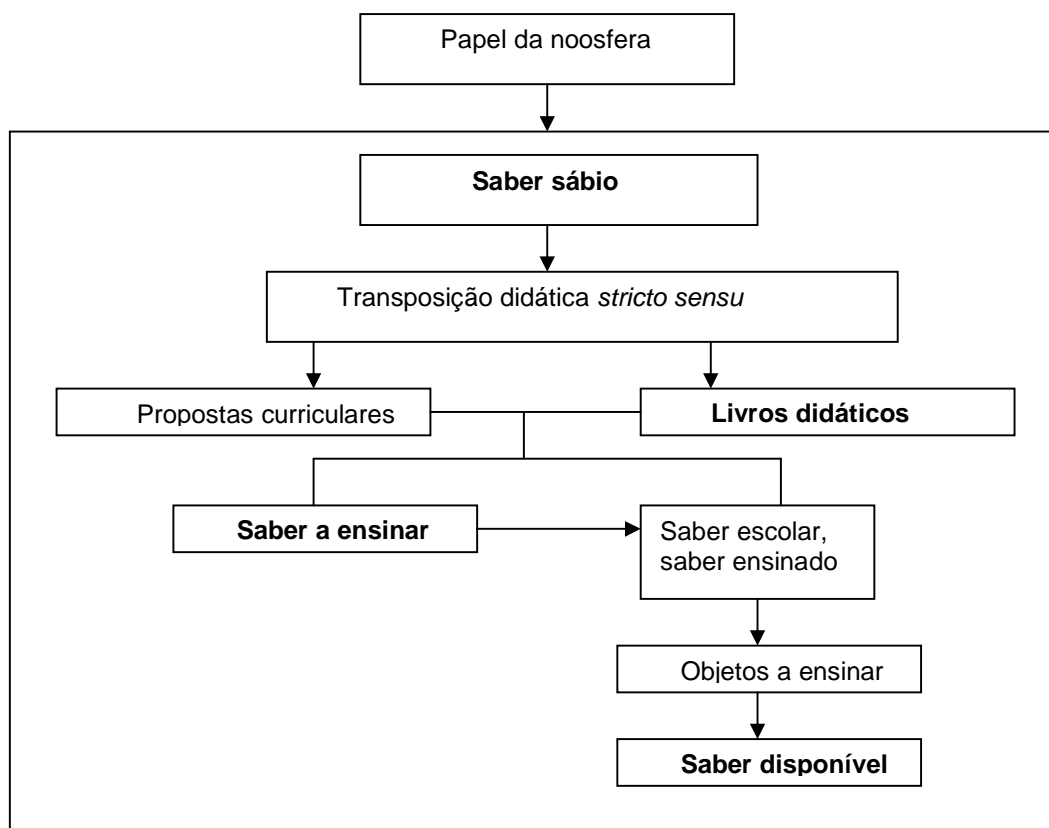 Papel da noosfera
Saber sábio
Transposição didática stricto sensu
Propostas curriculares
Livros didáticos
Saber a ensinar
Saber escolar,
saber ensinado
Objetos a ensinar
Saber disponível